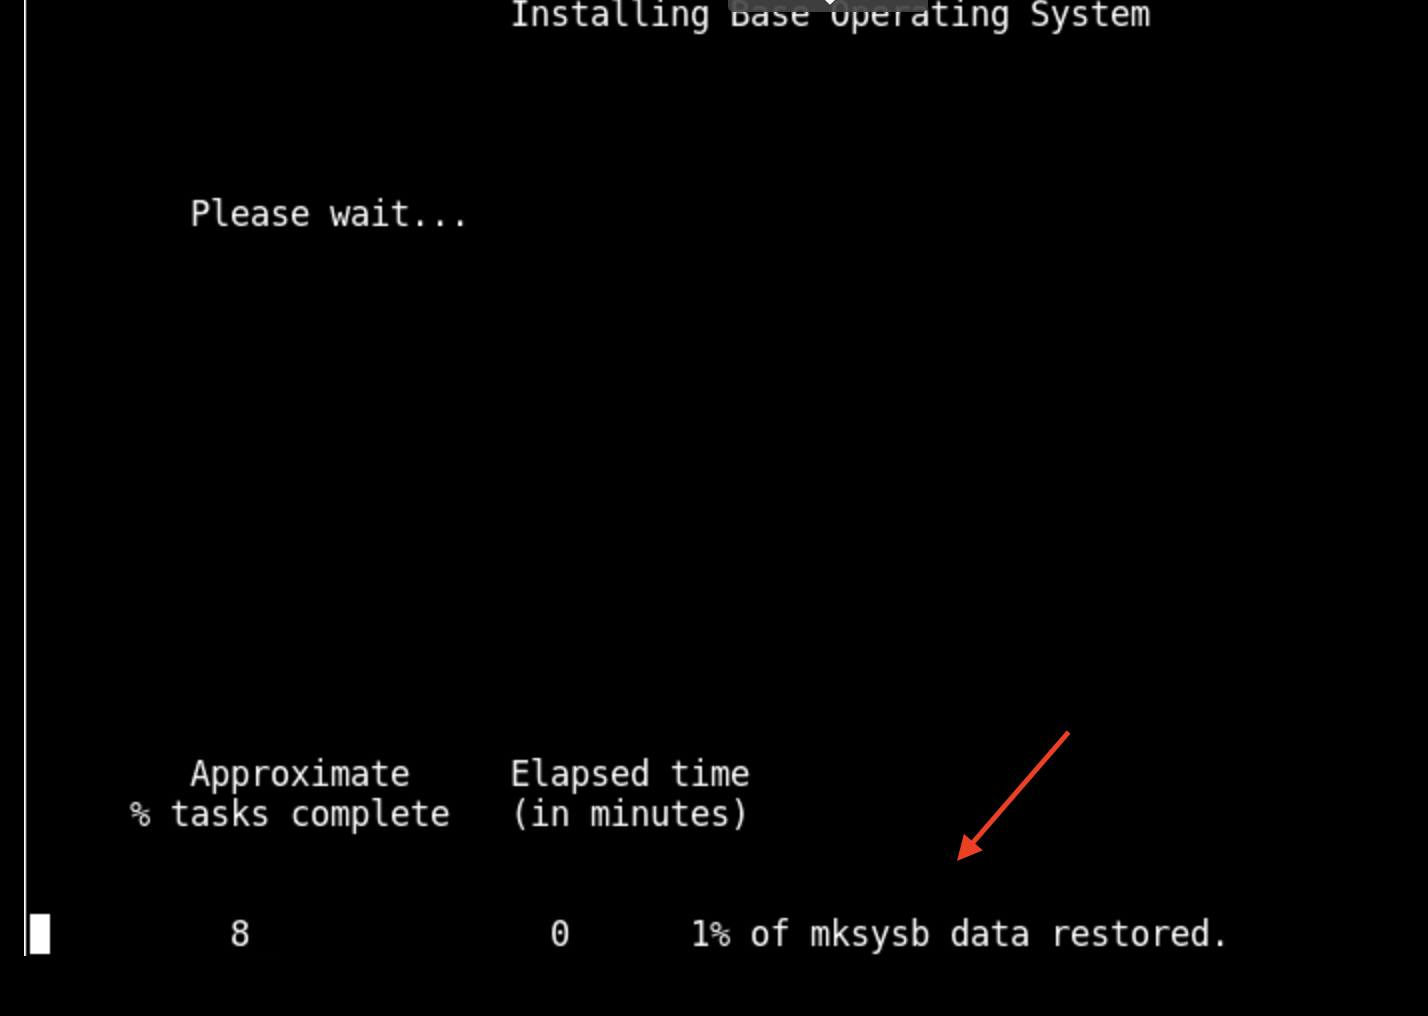 Installing Base Operating System
Please wait...
Approximate Elapsed time
% tasks complete (in minutes)
8 0 1% of mksysb data restored.